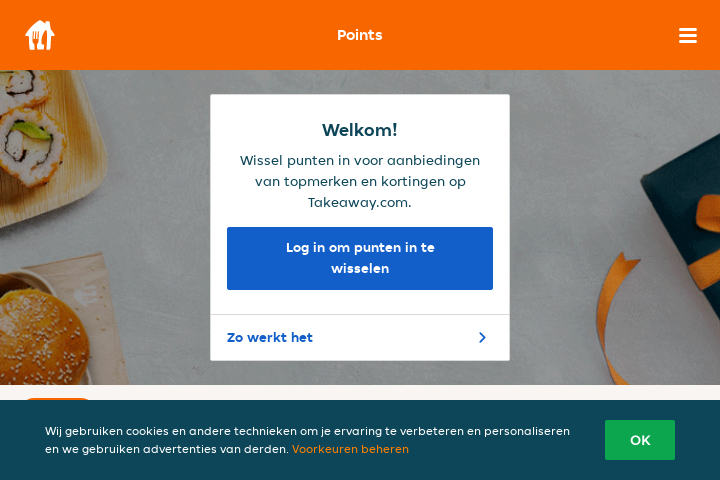 Points
Welkom!
Wissel punten in voor aanbiedingen
van topmerken en kortingen op
Takeaway.com.
Log in om punten in te
wisselen
Zo werkt het
Wij gebruiken cookies en andere technieken om je ervaring te verbeteren en personaliseren
en we gebruiken advertenties van derden. Voorkeuren beheren
OK